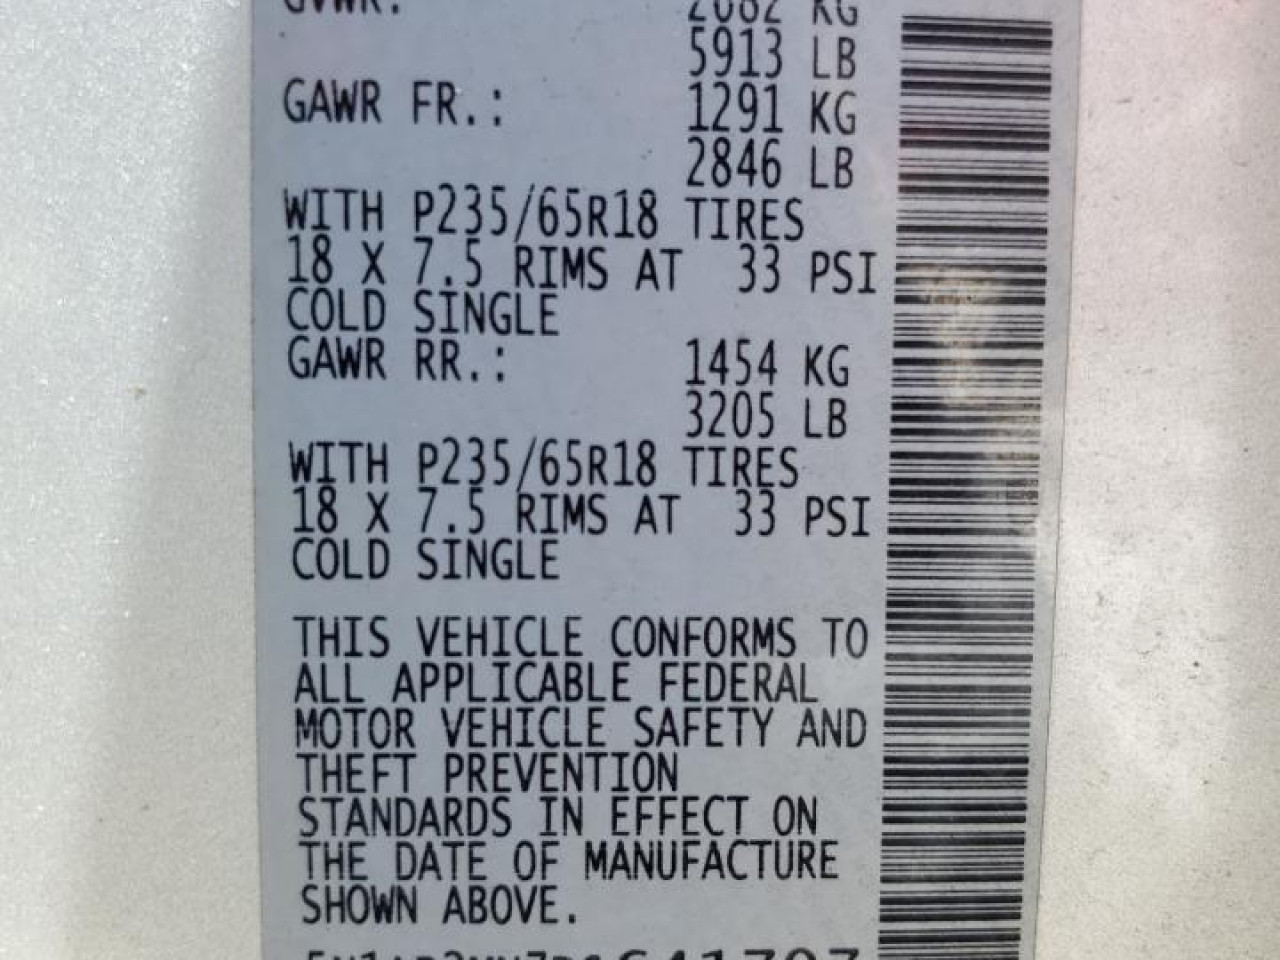 GVWR: 2682 KG
5913 LB
GAWR FR.: 1291 KG
2846 LB
WITH P235/65R18 TIRES
18 X 7.5 RIMS AT 33 PSI
COLD SINGLE
GAWR RR.: 1454 KG
3205 LB
WITH P235/65R18 TIRES
18 X 7.5 RIMS AT 33 PSI
COLD SINGLE
THIS VEHICLE CONFORMS TO
ALL APPLICABLE FEDERAL
MOTOR VEHICLE SAFETY AND
THEFT PREVENTION
STANDARDS IN EFFECT ON
THE DATE OF MANUFACTURE
SHOWN ABOVE.